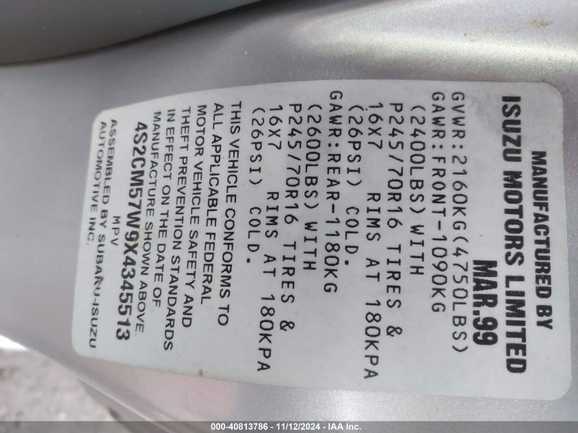 MANUFACTURED BY
ISUZU MOTORS LIMITED
MAR.99
GVWR:2160KG(4750LBS)
GAWR:FRONT-1090KG
(2400LBS) WITH
P245/70R16 TIRES &
16X7 RIMS AT 180KPA
(26PSI) COLD.
GAWR:REAR-1180KG
(2600LBS) WITH
P245/70R16 TIRES &
16X7 RIMS AT 180KPA
(26PSI) COLD.
THIS VEHICLE CONFORMS TO
ALL APPLICABLE FEDERAL
MOTOR VEHICLE SAFETY AND
THEFT PREVENTION STANDARDS
IN EFFECT ON THE DATE OF
MANUFACTURE SHOWN ABOVE.
4S2CM57W9X4345513
MPV
ASSEMBLED BY SUBARU-ISUZU
AUTOMOTIVE INC.
000-40813786 - 11/12/2024 - IAAI.com